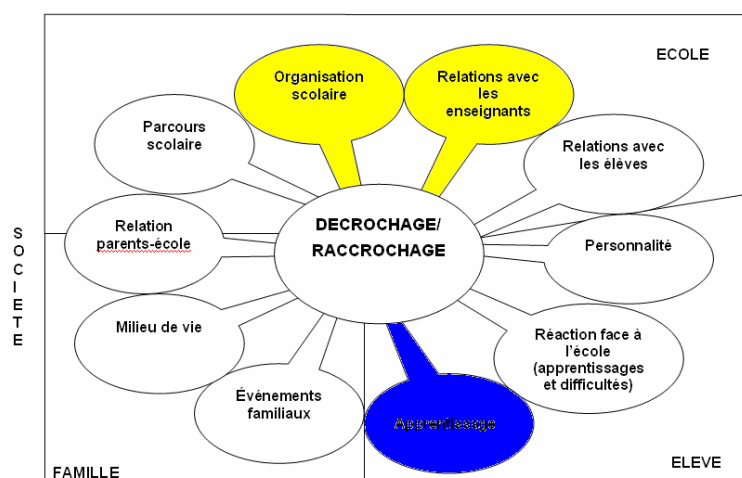 ECOLE
Organisation
scolaire
Relations avec
les
enseignants
Parcours
scolaire
Relations avec
les élèves
SOCIETE
Relation
parents-école
DECROCHAGE/
RACCROCHAGE
Personnalité
Milieu de vie
Réaction face à
l'école
(apprentissages
et difficultés)
Événements
familiaux
Apprentissage
FAMILLE
ELEVE